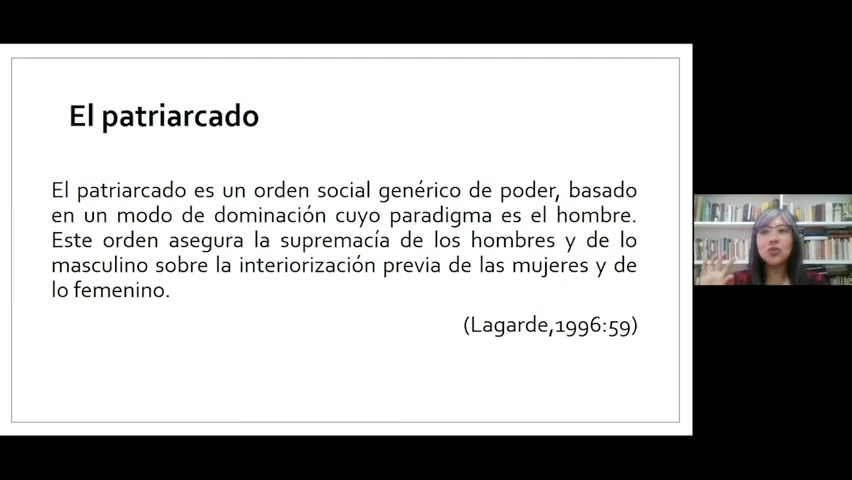 El patriarcado
El patriarcado es un orden social genérico de poder, basado
en un modo de dominación cuyo paradigma es el hombre.
Este orden asegura la supremacía de los hombres y de lo
masculino sobre la interiorización previa de las mujeres y de
lo femenino.
(Lagarde,1996:59)